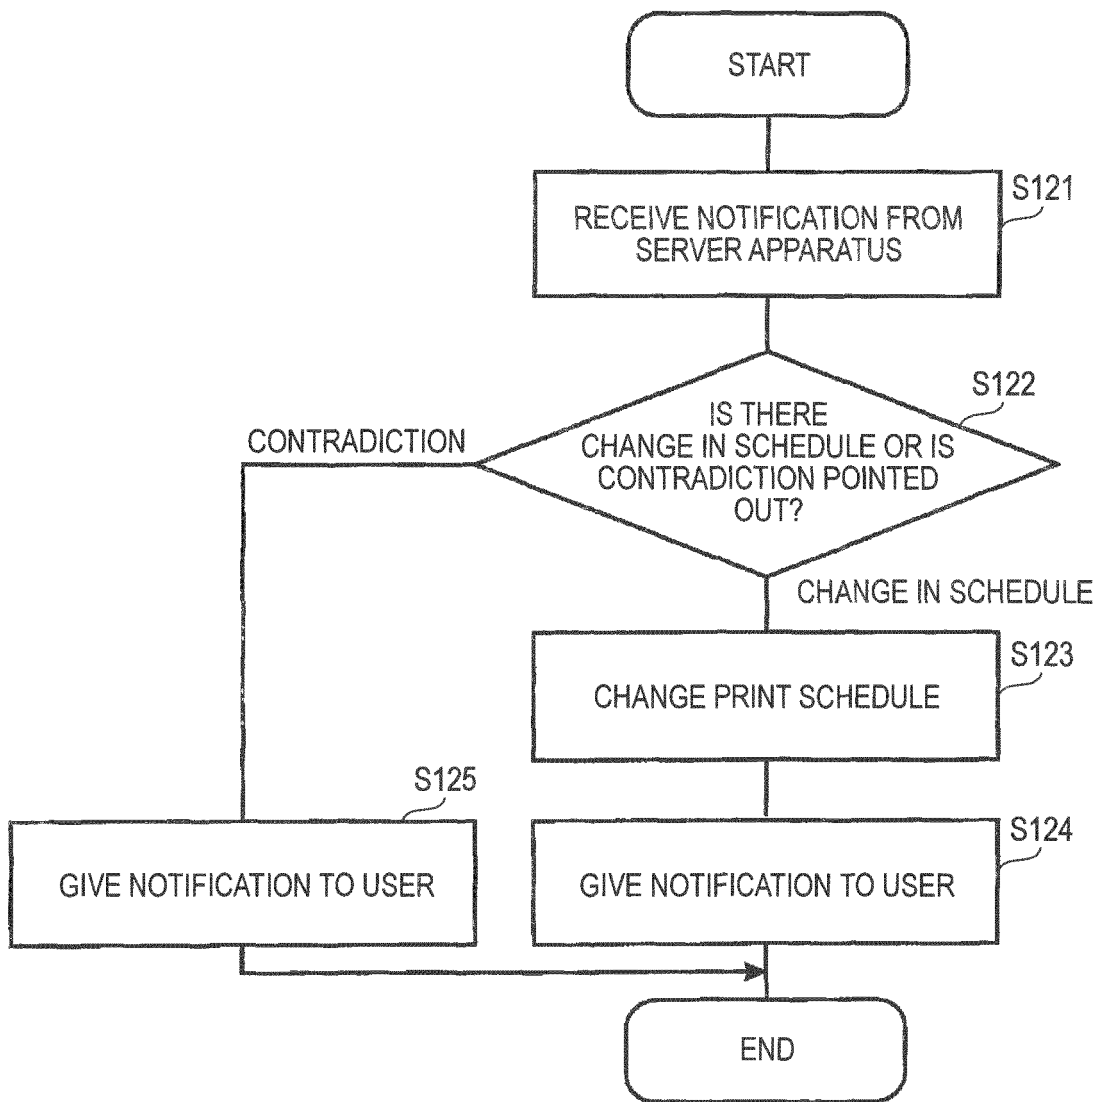 START
S121
RECEIVE NOTIFICATION FROM
SERVER APPARATUS
S122
IS THERE
CHANGE IN SCHEDULE OR IS
CONTRADICTION POINTED
OUT?
CONTRADICTION
CHANGE IN SCHEDULE
S123
CHANGE PRINT SCHEDULE
S125
GIVE NOTIFICATION TO USER
S124
GIVE NOTIFICATION TO USER
END